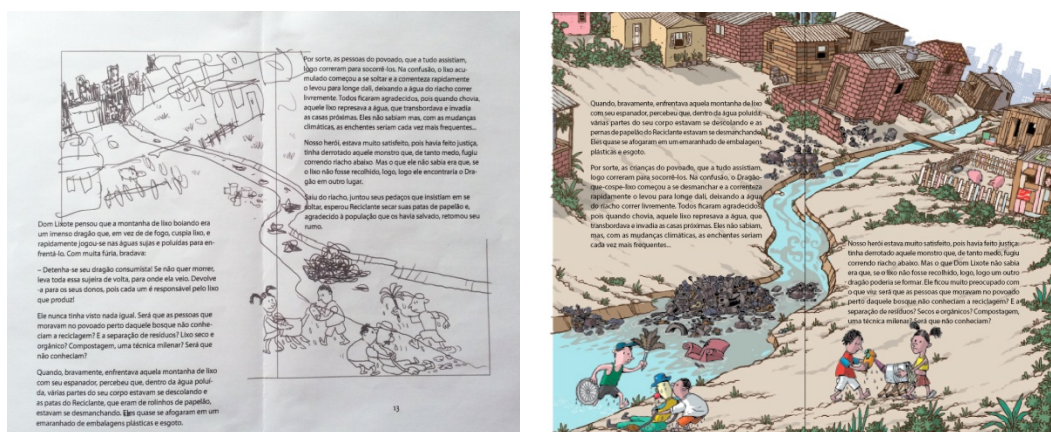 Dom Lixote pensou que a montanha de lixo boiando era
um imenso dragão que, em vez de de fogo, cuspia lixo, e
rapidamente jogou-se nas águas sujas e poluídas para en-
frentá-lo. Com muita fúria, bradava:
– Detenha-se seu dragão consumista! Se não quer morrer,
leva toda essa sujeira de volta, para onde ela veio. Devolve
-a para os seus donos, pois cada um é responsável pelo lixo
que produz!
Ele nunca tinha visto nada igual. Será que as pessoas que
moravam no povoado perto daquele bosque não conhe-
ciam a reciclagem? E a separação de resíduos? Lixo seco e
orgânico? Compostagem, uma técnica milenar? Será que
não conheciam?
Quando, bravamente, enfrentava aquela montanha de lixo
com seu espanador, percebeu que, dentro da água poluí-
da, várias partes do seu corpo estavam se descolando e
as patas do Reciclante, que eram de rolinhos de papelão,
estavam se desmanchando. Eles quase se afogaram em um
emaranhado de embalagens plásticas e esgoto.
Por sorte, as pessoas do povoado, que a tudo assistiam,
logo correram para socorrê-los. Na confusão, o lixo acu-
mulado começou a se soltar e a correnteza rapidamente
o levou para longe dali, deixando a água do riacho correr
livremente. Todos ficaram agradecidos, pois quando chovia,
aquele lixo represava a água, que transbordava e invadia
as casas próximas. Eles não sabiam mas, com as mudanças
climáticas, as enchentes seriam cada vez mais frequentes...
Nosso herói, estava muito satisfeito, pois havia feito justiça,
tinha derrotado aquele monstro que, de tanto medo, fugiu
correndo riacho abaixo. Mas o que ele não sabia era que, se
o lixo não fosse recolhido, logo, logo ele encontraria o Dra-
gão em outro lugar.
Saiu do riacho, juntou seus pedaços que insistiam em se
soltar, esperou Reciclante secar suas patas de papelão e,
agradecido à população que os havia salvado, retomou seu
rumo.
13
Quando, bravamente, enfrentava aquela montanha de lixo
com seu espanador, percebeu que, dentro da água poluída,
várias partes do seu corpo estavam se descolando e as
pernas de papelão do Reciclante estavam se desmanchando.
Eles quase se afogaram em um emaranhado de embalagens
plásticas e esgoto.
Por sorte, as crianças do povoado, que a tudo assistiam,
logo correram para socorrê-los. Na confusão, o Dragão-
que-cospe-lixo começou a se desmanchar e a correnteza
rapidamente o levou para longe dali, deixando a água
do riacho correr livremente. Todos ficaram agradecidos,
pois quando chovia, aquele lixo represava a água, que
transbordava e invadia as casas próximas. Eles não sabiam,
mas, com as mudanças climáticas, as enchentes seriam
cada vez mais frequentes...
Nosso herói estava muito satisfeito, pois havia feito justiça:
tinha derrotado aquele monstro que, de tanto medo, fugiu
correndo riacho abaixo. Mas o que Dom Lixote não sabia
era que, se o lixo não fosse recolhido, logo, logo um outro
dragão poderia se formar. Ele ficou muito preocupado com
o que viu: será que as pessoas que moravam no povoado
perto daquele bosque não conheciam a reciclagem? E a
separação de resíduos? Secos e orgânicos? Compostagem,
uma técnica milenar? Será que não conheciam?